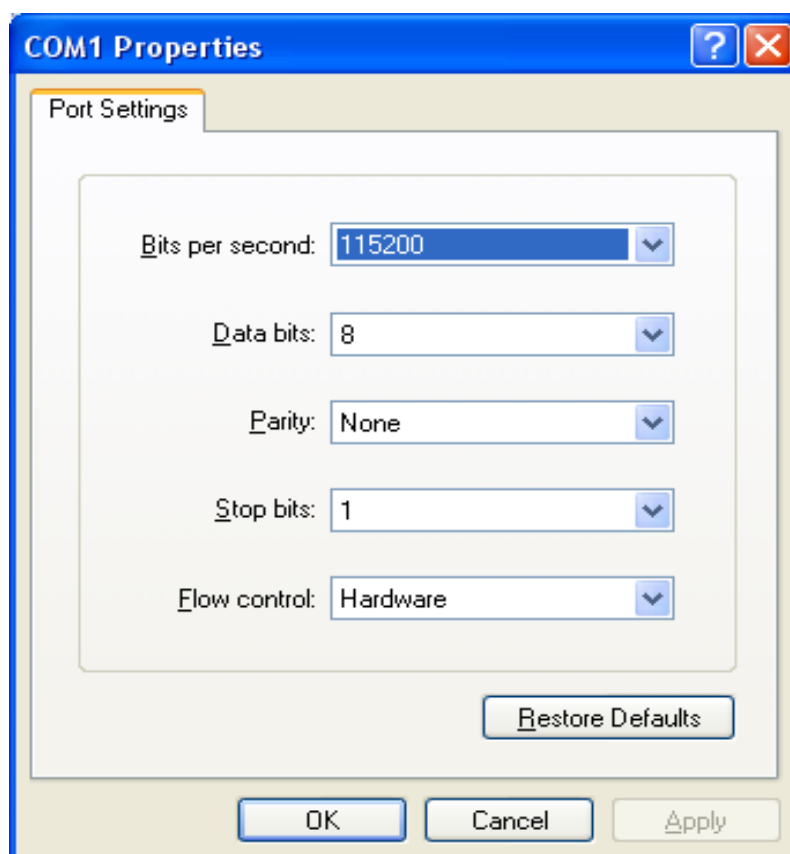 COM1 Properties
Port Settings
Bits per second: 115200
Data bits: 8
Parity: None
Stop bits: 1
Flow control: Hardware
Restore Defaults
OK Cancel Apply